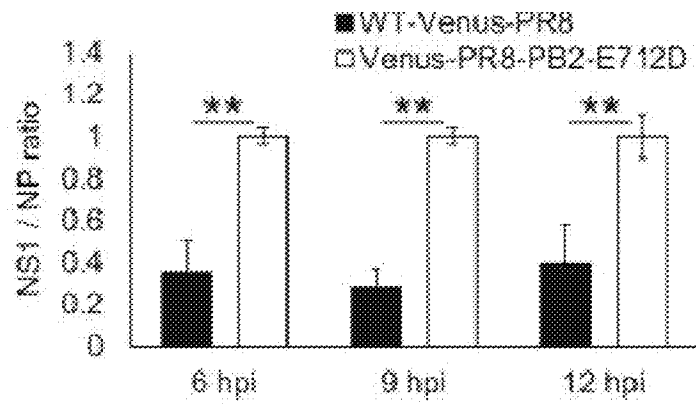 ■WT-Venus-PR8
□Venus-PR8-PB2-E712D
NS1 / NP ratio
1.4
1.2
1
0.8
0.6
0.4
0.2
0
** ** **
6 hpi 9 hpi 12 hpi